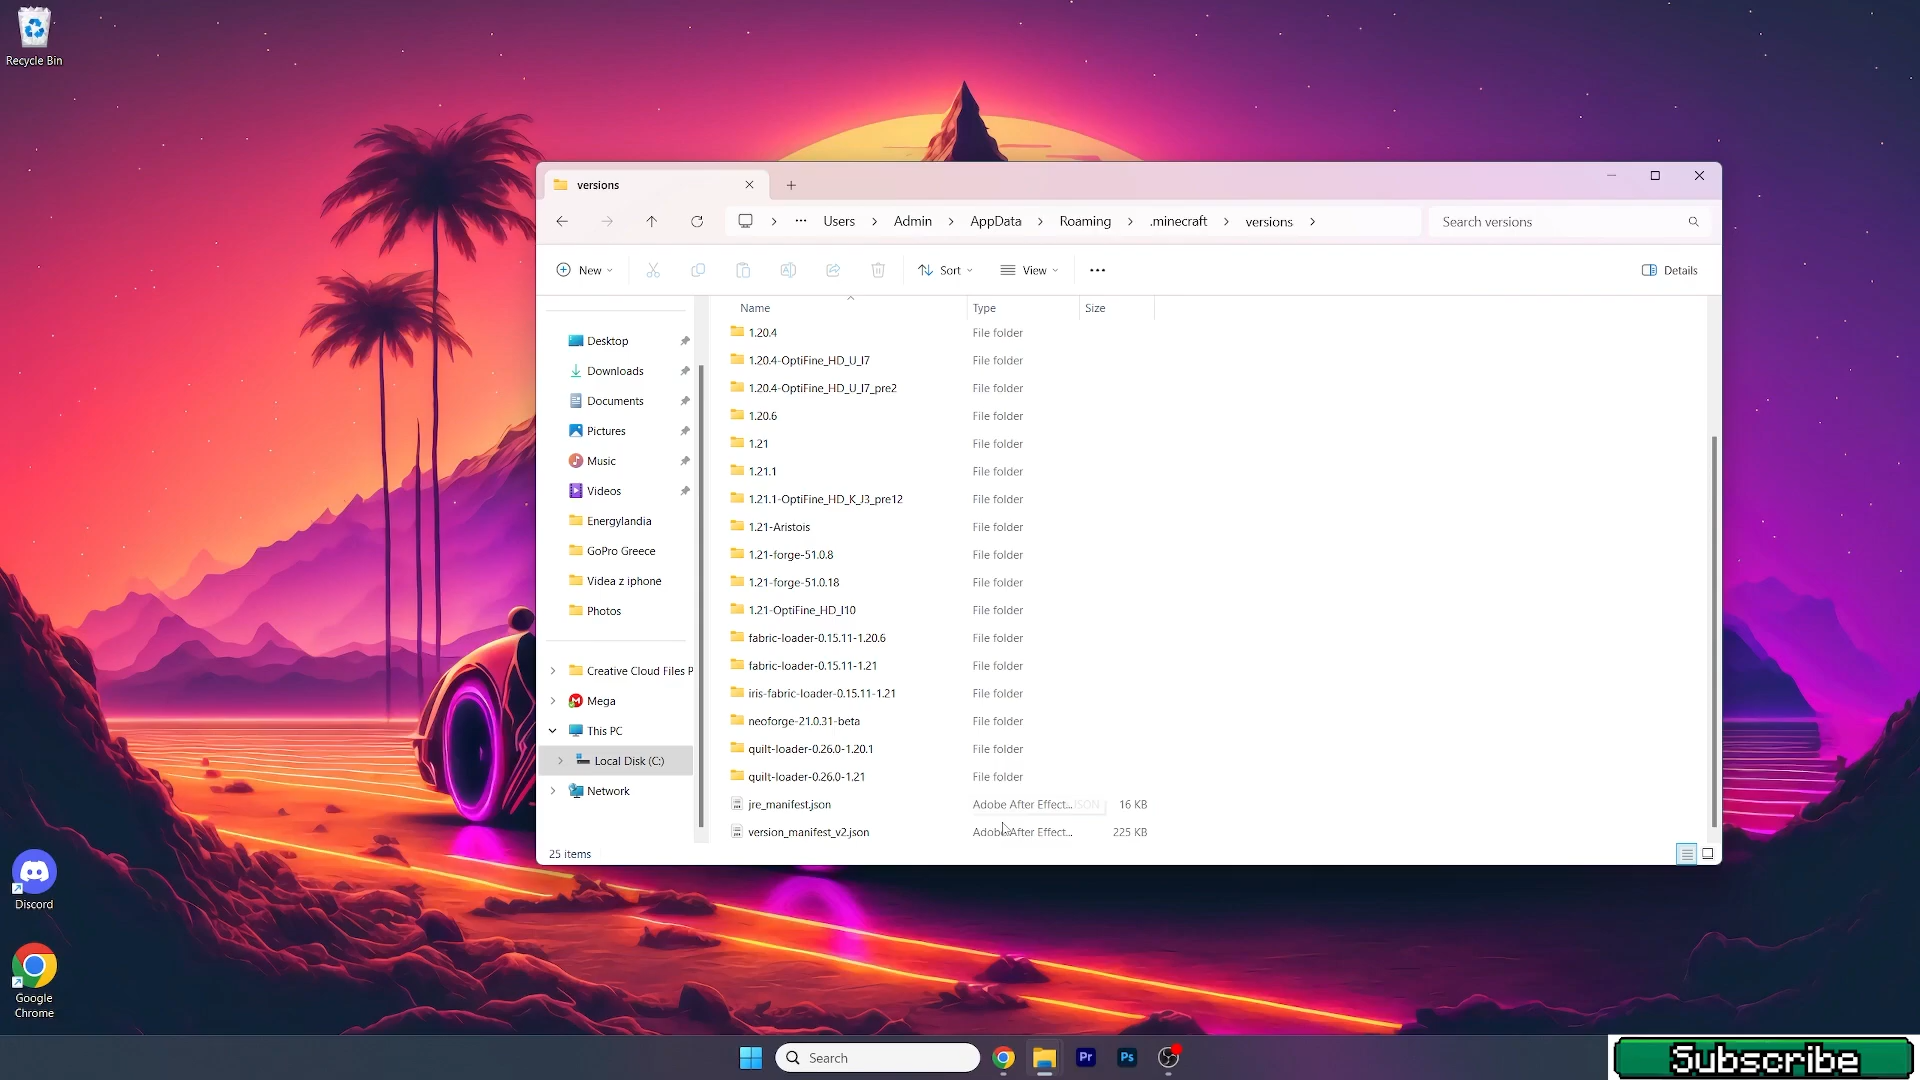 Recycle Bin
versions
Users
Admin
AppData
Roaming
.minecraft
versions
Search versions
New
Sort
View
Details
Name
Type
Size
Desktop
Downloads
Documents
Pictures
Music
Videos
Energylandia
GoPro Greece
Videa z iphone
Photos
Creative Cloud Files P
Mega
This PC
Local Disk (C:)
Network
1.20.4 File folder
1.20.4-OptiFine_HD_U_I7 File folder
1.20.4-OptiFine_HD_U_I7_pre2 File folder
1.20.6 File folder
1.21 File folder
1.21.1 File folder
1.21.1-OptiFine_HD_K_J3_pre12 File folder
1.21-Aristois File folder
1.21-forge-51.0.8 File folder
1.21-forge-51.0.18 File folder
1.21-OptiFine_HD_I10 File folder
fabric-loader-0.15.11-1.20.6 File folder
fabric-loader-0.15.11-1.21 File folder
iris-fabric-loader-0.15.11-1.21 File folder
neoforge-21.0.31-beta File folder
quilt-loader-0.26.0-1.20.1 File folder
quilt-loader-0.26.0-1.21 File folder
jre_manifest.json Adobe After Effect... JSON 16 KB
version_manifest_v2.json Adobe After Effect... 225 KB
25 items
Discord
Google
Chrome
Search
Pr
Ps
Subscribe